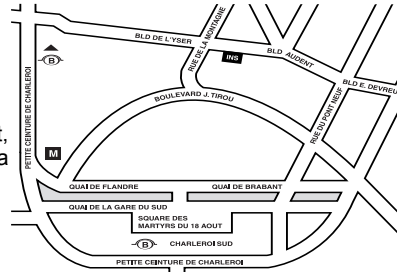 BLD DE L'YSER
RUE DE LA MONTAGNE
INS
BLD AUDENT
BLD E. DEVREU
B
PETITE CEINTURE DE CHARLEROI
BOULEVARD J. TIROU
RUE DU PONT NEUF
t,
a
M
QUAI DE FLANDRE
QUAI DE BRABANT
QUAI DE LA GARE DU SUD
SQUARE DES
MARTYRS DU 18 AOUT
B
CHARLEROI SUD
PETITE CEINTURE DE CHARLEROI